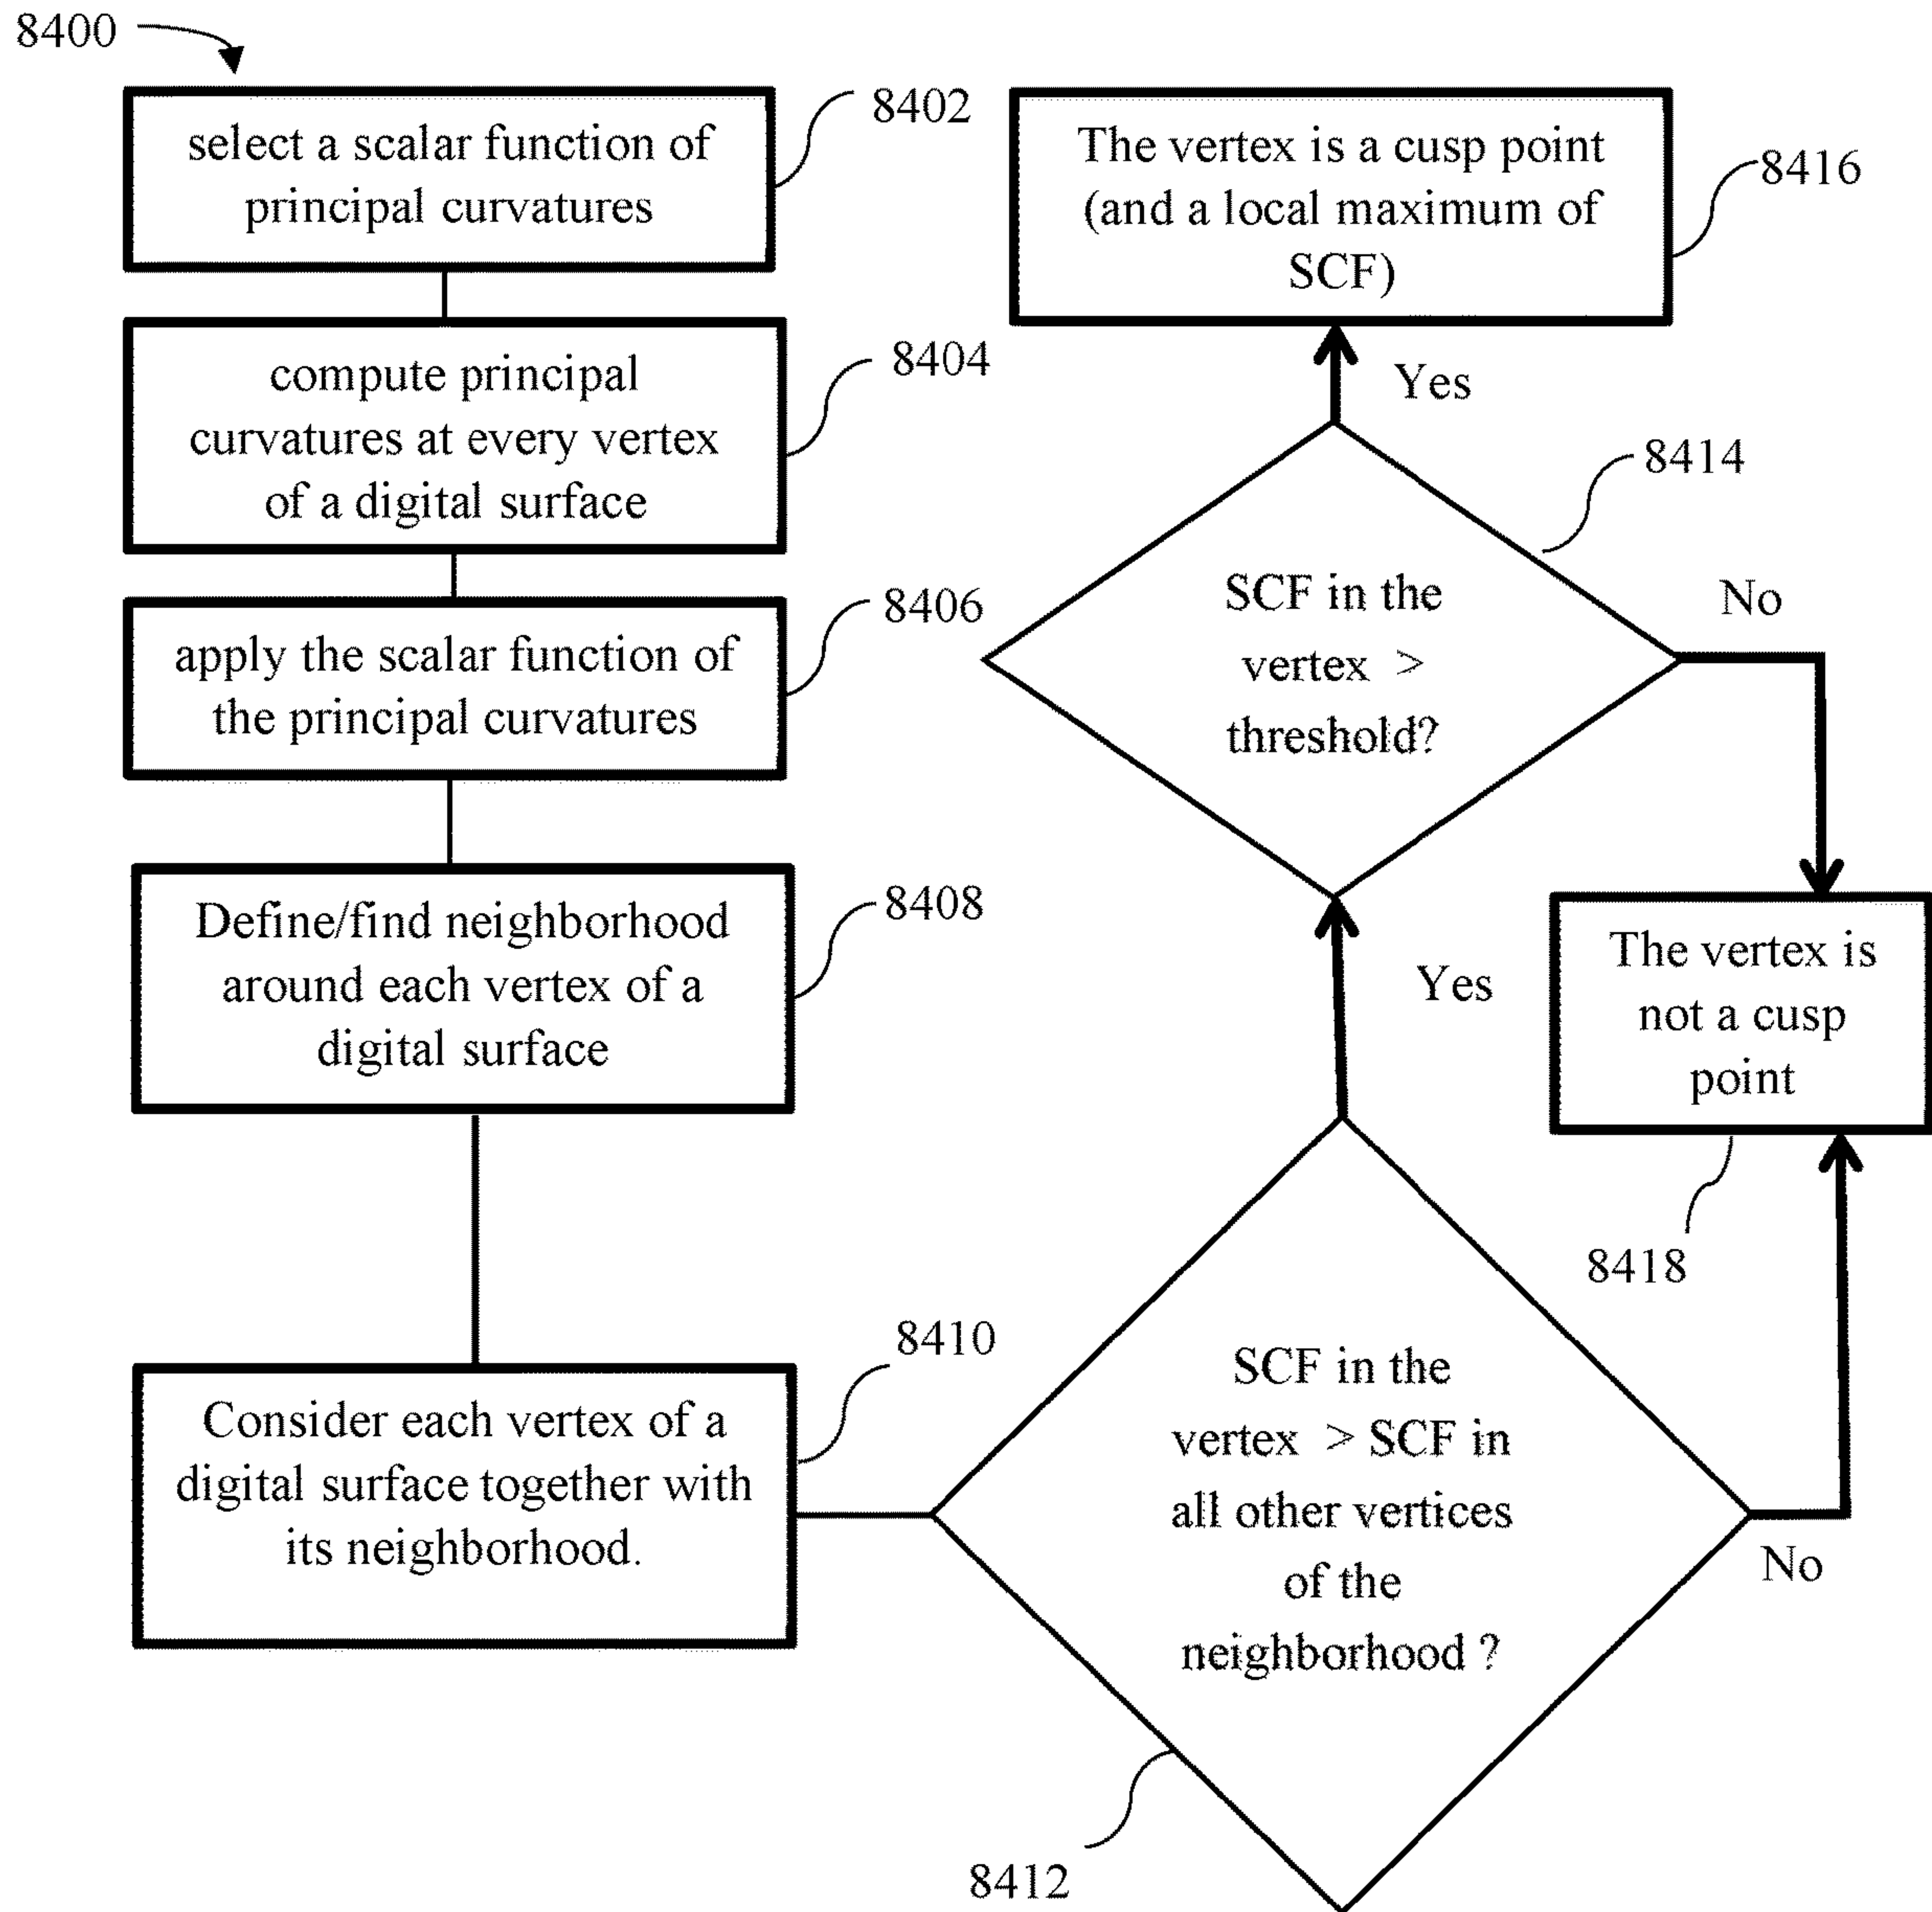 8400
8402
select a scalar function of
principal curvatures
8404
compute principal
curvatures at every vertex
of a digital surface
8406
apply the scalar function of
the principal curvatures
8408
Define/find neighborhood
around each vertex of a
digital surface
8410
Consider each vertex of a
digital surface together with
its neighborhood.
8412
SCF in the
vertex > SCF in
all other vertices
of the
neighborhood ?
Yes
No
8414
SCF in the
vertex >
threshold?
Yes
No
8416
The vertex is a cusp point
(and a local maximum of
SCF)
The vertex is
not a cusp
point
8418